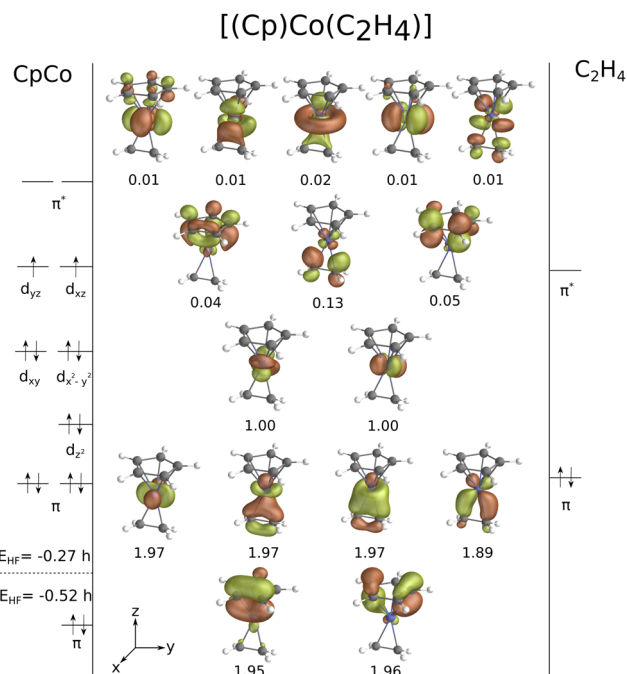 [(Cp)Co(C2H4)]
CpCo
C2H4
0.01 0.01 0.02 0.01 0.01
π*
dyz dxz
π*
0.04 0.13 0.05
dxy dx²-y²
1.00 1.00
dz²
π
π
1.97 1.97 1.97 1.89
EHF= -0.27 h
EHF= -0.52 h
z
y
x
π
1.95 1.96